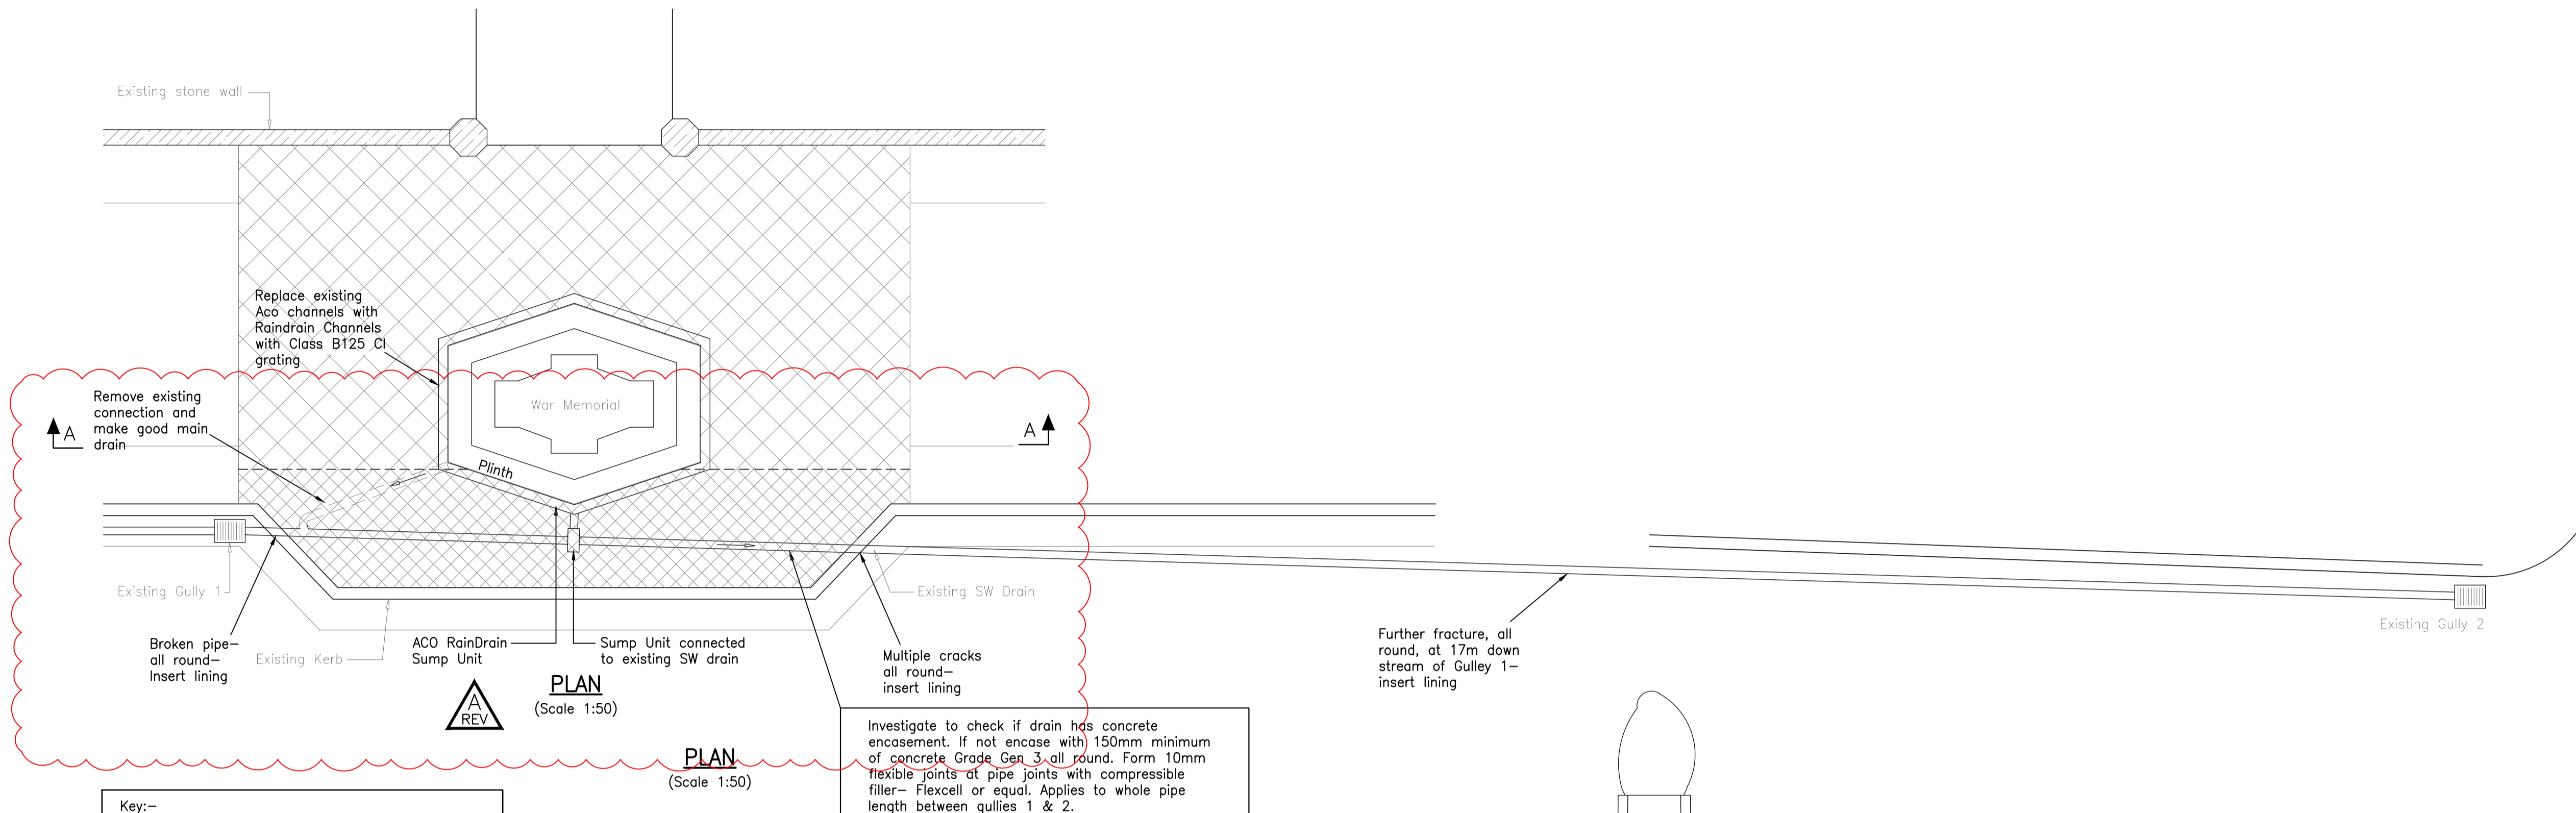 Existing stone wall
Replace existing
Aco channels with
Raindrain Channels
with Class B125 CI
grating
Remove existing
connection and
make good main
drain
A
War Memorial
A
Plinth
Existing Gully 1
Existing SW Drain
Broken pipe-
all round-
Insert lining
Existing Kerb
ACO RainDrain
Sump Unit
Sump Unit connected
to existing SW drain
Multiple cracks
all round-
insert lining
Further fracture, all
round, at 17m down
stream of Gulley 1-
insert lining
Existing Gully 2
A
REV
PLAN
(Scale 1:50)
PLAN
(Scale 1:50)
Investigate to check if drain has concrete
encasement. If not encase with 150mm minimum
of concrete Grade Gen 3 all round. Form 10mm
flexible joints at pipe joints with compressible
filler- Flexcell or equal. Applies to whole pipe
length between gullies 1 & 2.
Key:-